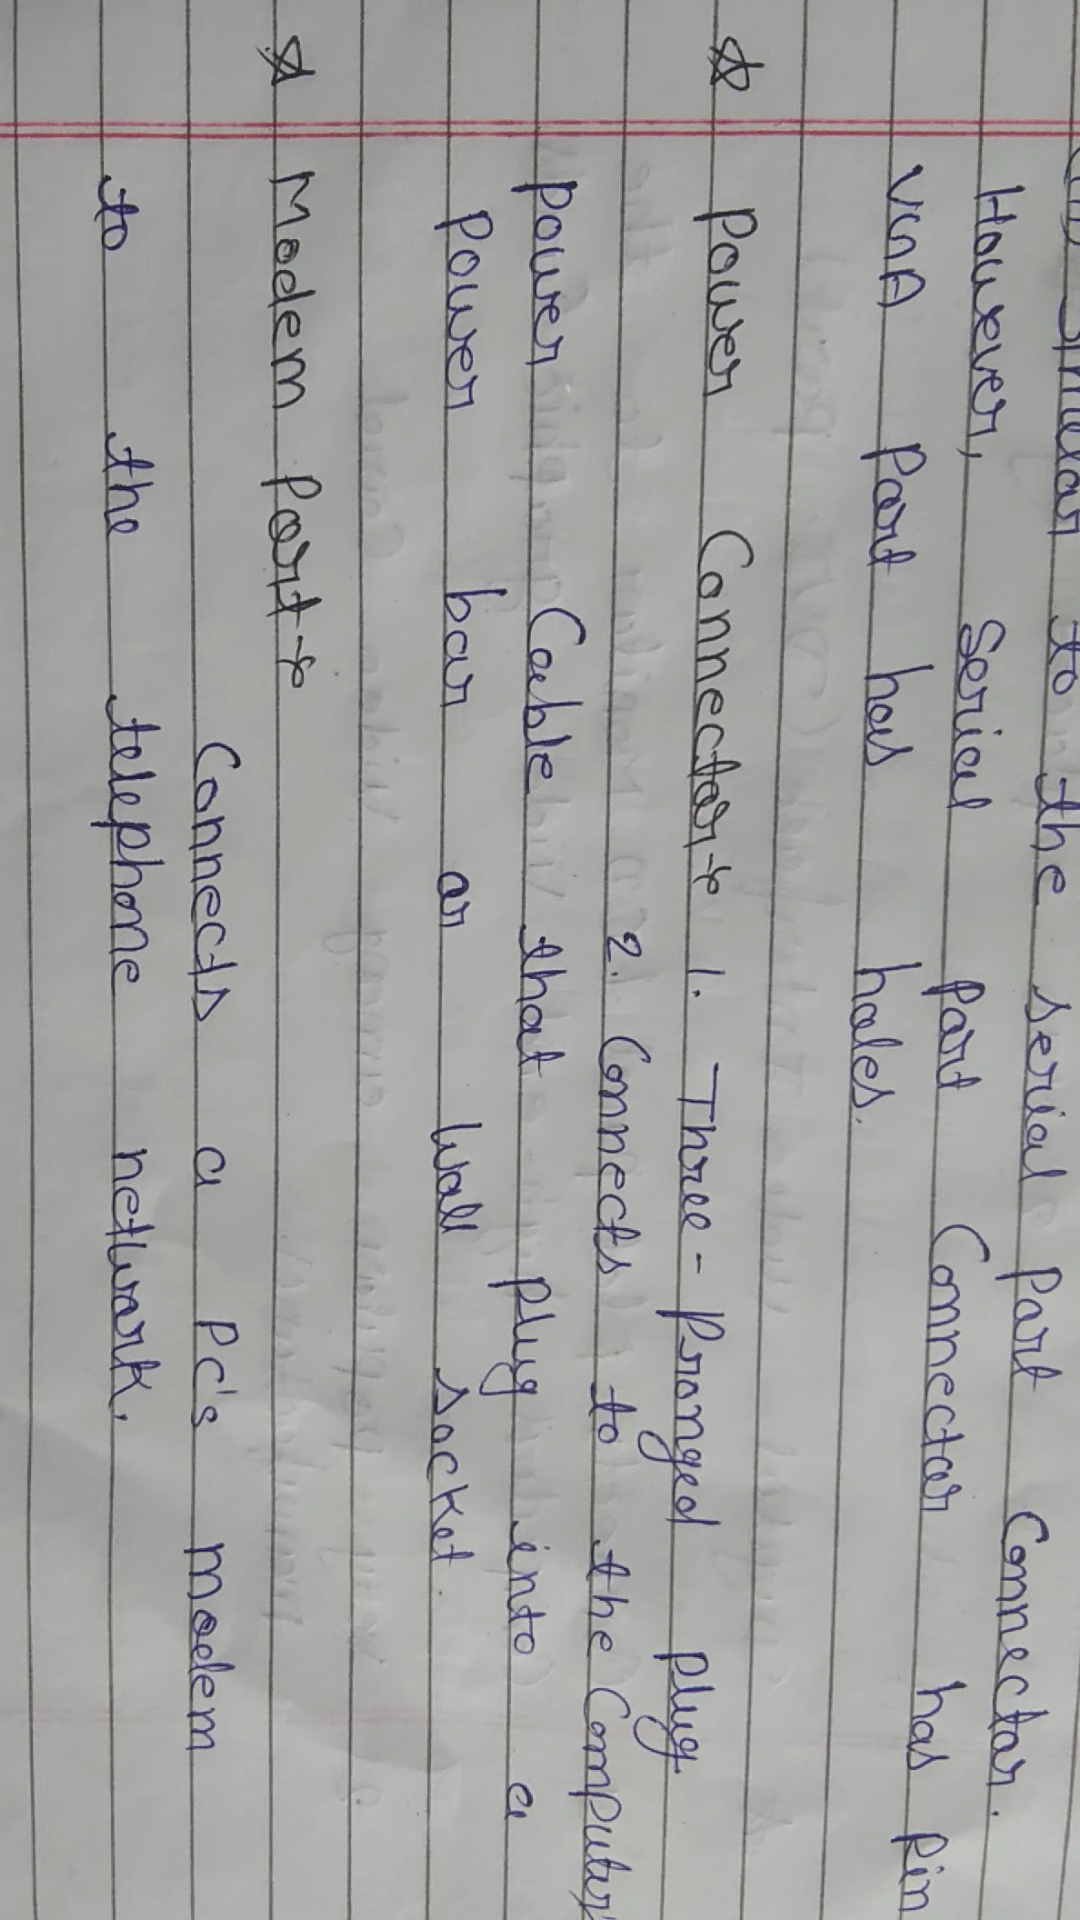 Similar to the serial Port Connector.
However, Serial Port Connector has Pin
VGA Port has holes.
☆ Power Connector → 1. Three-Pronged Plug
2. Connects to the Computer's
Power Cable that plug into a
Power bar or wall socket.
☆ Modem Port →
Connects a Pc's modem
to the telephone network.